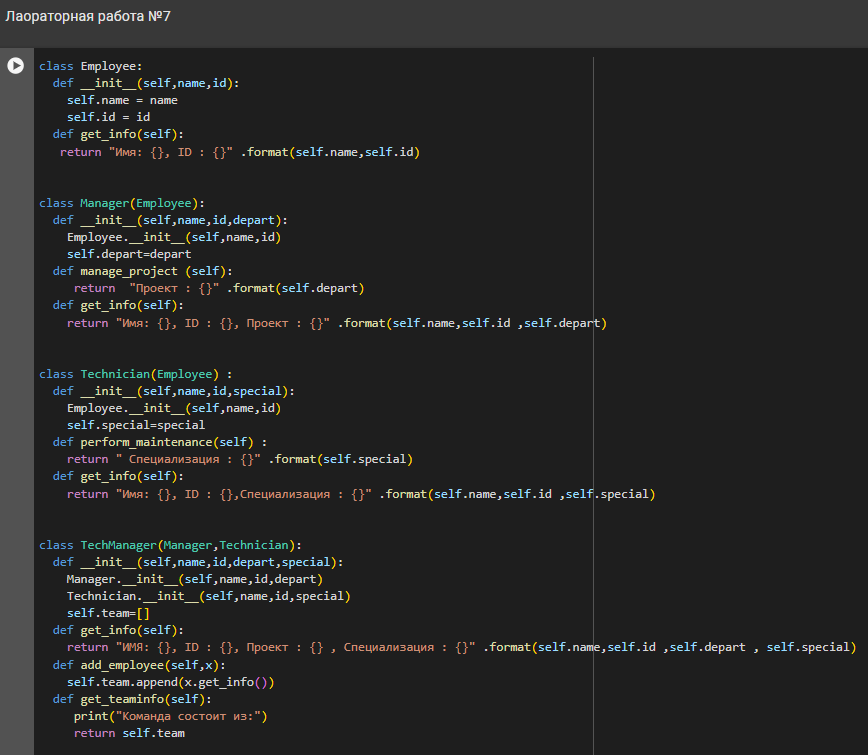 Лаораторная работа №7
class Employee:
  def __init__(self,name,id):
    self.name = name
    self.id = id
  def get_info(self):
   return "Имя: {}, ID : {}" .format(self.name,self.id)
class Manager(Employee):
  def __init__(self,name,id,depart):
    Employee.__init__(self,name,id)
    self.depart=depart
  def manage_project (self):
     return  "Проект : {}" .format(self.depart)
  def get_info(self):
    return "Имя: {}, ID : {}, Проект : {}" .format(self.name,self.id ,self.depart)
class Technician(Employee) :
  def __init__(self,name,id,special):
    Employee.__init__(self,name,id)
    self.special=special
  def perform_maintenance(self) :
    return " Специализация : {}" .format(self.special)
  def get_info(self):
    return "Имя: {}, ID : {},Специализация : {}" .format(self.name,self.id ,self.special)
class TechManager(Manager,Technician):
  def __init__(self,name,id,depart,special):
    Manager.__init__(self,name,id,depart)
    Technician.__init__(self,name,id,special)
    self.team=[]
  def get_info(self):
    return "ИМЯ: {}, ID : {}, Проект : {} , Специализация : {}" .format(self.name,self.id ,self.depart , self.special)
  def add_employee(self,x):
    self.team.append(x.get_info())
  def get_teaminfo(self):
     print("Команда состоит из:")
     return self.team